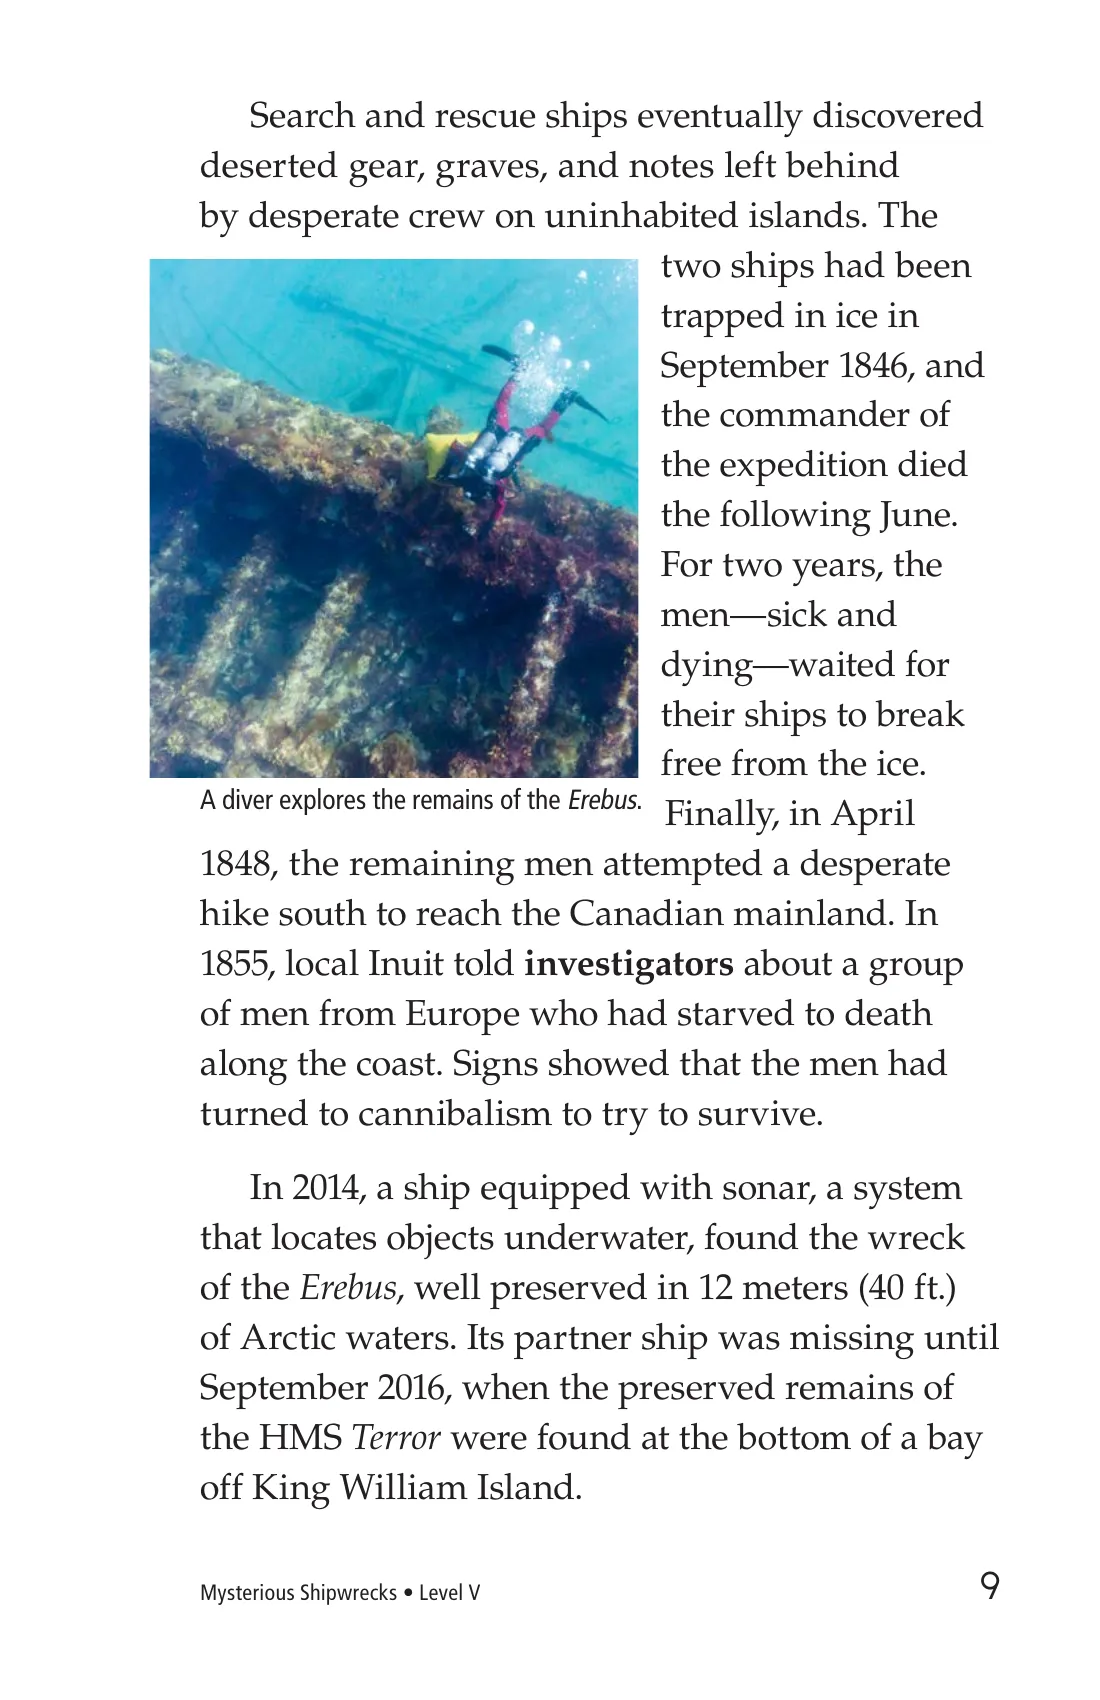 Search and rescue ships eventually discovered
deserted gear, graves, and notes left behind
by desperate crew on uninhabited islands. The
two ships had been
trapped in ice in
September 1846, and
the commander of
the expedition died
the following June.
For two years, the
men—sick and
dying—waited for
their ships to break
free from the ice.
A diver explores the remains of the Erebus.
Finally, in April
1848, the remaining men attempted a desperate
hike south to reach the Canadian mainland. In
1855, local Inuit told investigators about a group
of men from Europe who had starved to death
along the coast. Signs showed that the men had
turned to cannibalism to try to survive.
In 2014, a ship equipped with sonar, a system
that locates objects underwater, found the wreck
of the Erebus, well preserved in 12 meters (40 ft.)
of Arctic waters. Its partner ship was missing until
September 2016, when the preserved remains of
the HMS Terror were found at the bottom of a bay
off King William Island.
Mysterious Shipwrecks • Level V
9